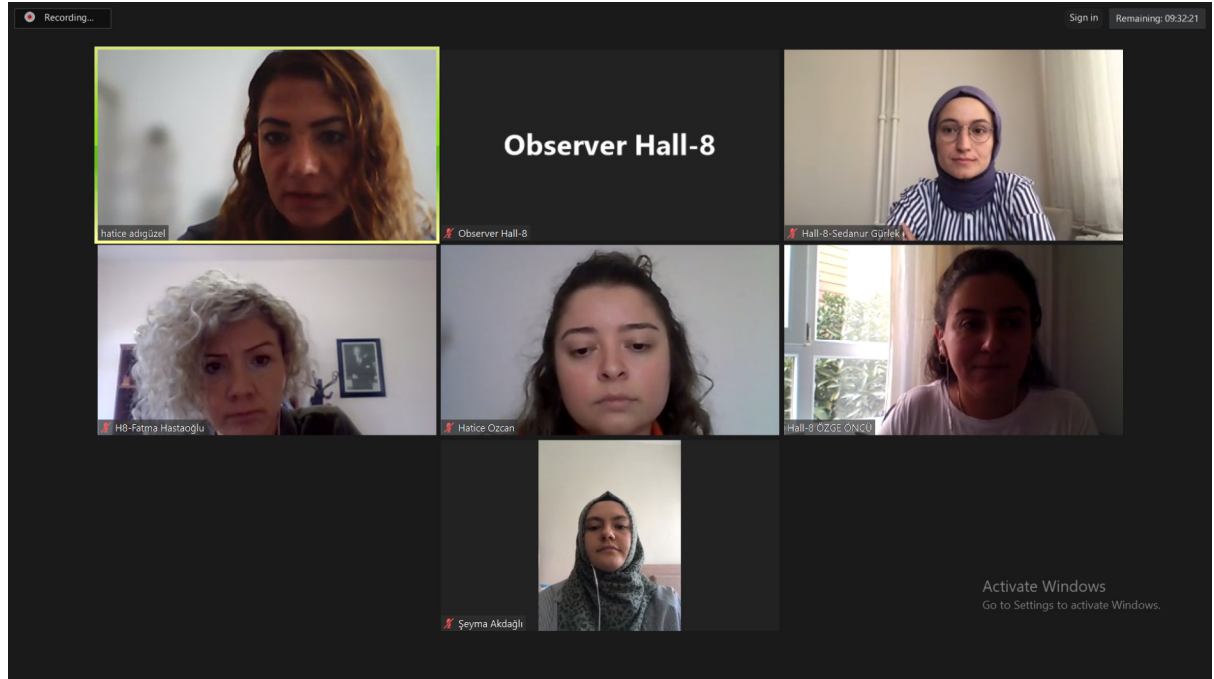 Recording...
Sign in
Remaining: 09:32:21
hatice adıgüzel
Observer Hall-8
Observer Hall-8
Hall-8-Sedanur Gürlek
H8-Fatma Hastaoğlu
Hatice Ozcan
Hall-8 ÖZGE ÖNCÜ
Şeyma Akdağlı
Activate Windows
Go to Settings to activate Windows.